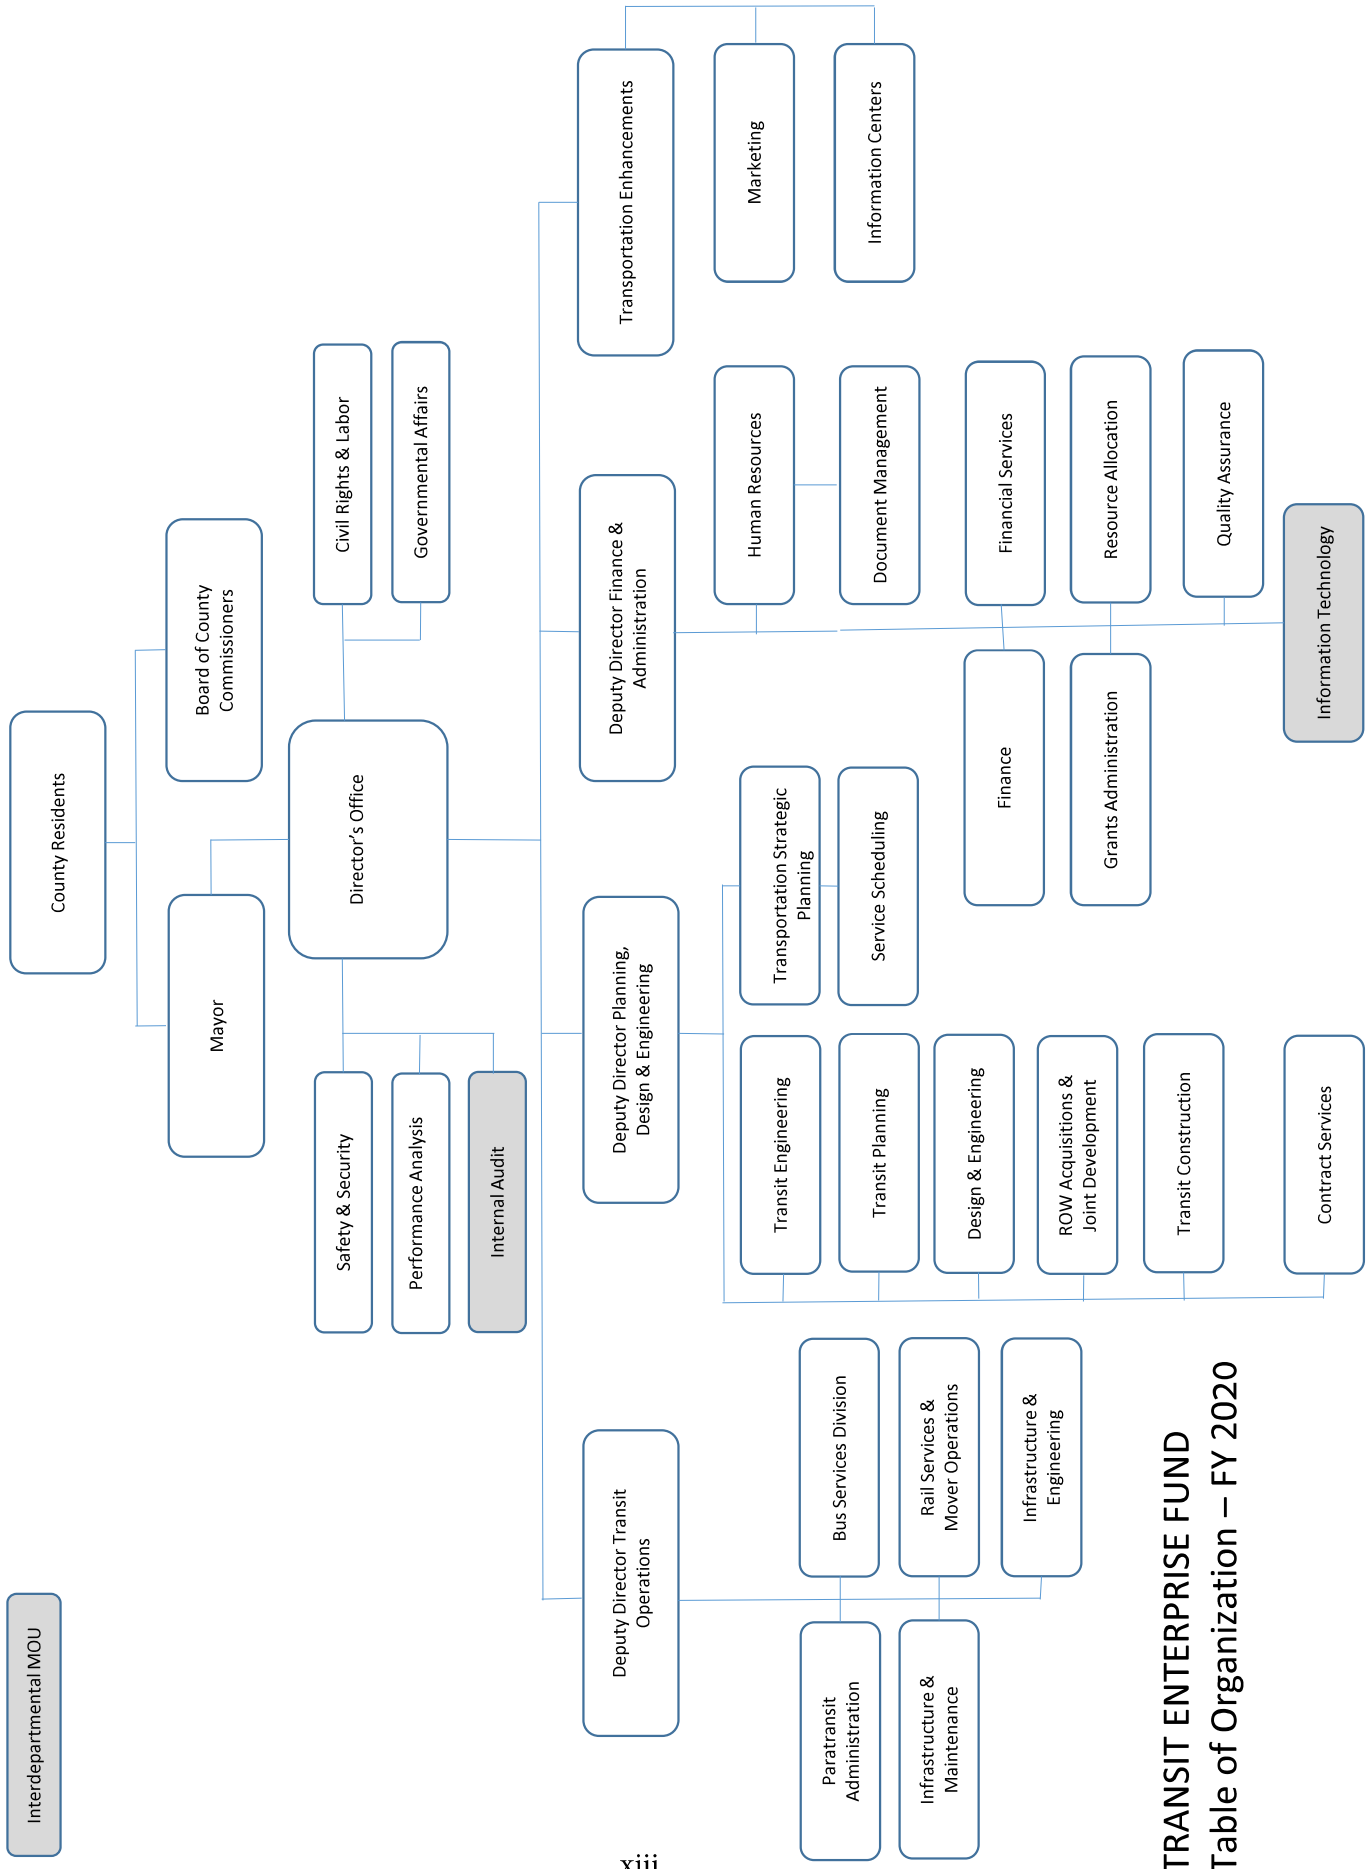 Interdepartmental MOU
County Residents
Mayor
Board of County
Commissioners
Director's Office
Safety & Security
Performance Analysis
Internal Audit
Civil Rights & Labor
Governmental Affairs
Deputy Director Transit
Operations
Deputy Director Planning,
Design & Engineering
Deputy Director Finance &
Administration
Transportation Enhancements
Paratransit
Administration
Infrastructure &
Maintenance
Bus Services Division
Rail Services &
Mover Operations
Infrastructure &
Engineering
Transit Engineering
Transit Planning
Design & Engineering
ROW Acquisitions &
Joint Development
Transit Construction
Contract Services
Transportation Strategic
Planning
Service Scheduling
Human Resources
Document Management
Finance
Financial Services
Grants Administration
Resource Allocation
Quality Assurance
Information Technology
Marketing
Information Centers
TRANSIT ENTERPRISE FUND
Table of Organization – FY 2020
xiii